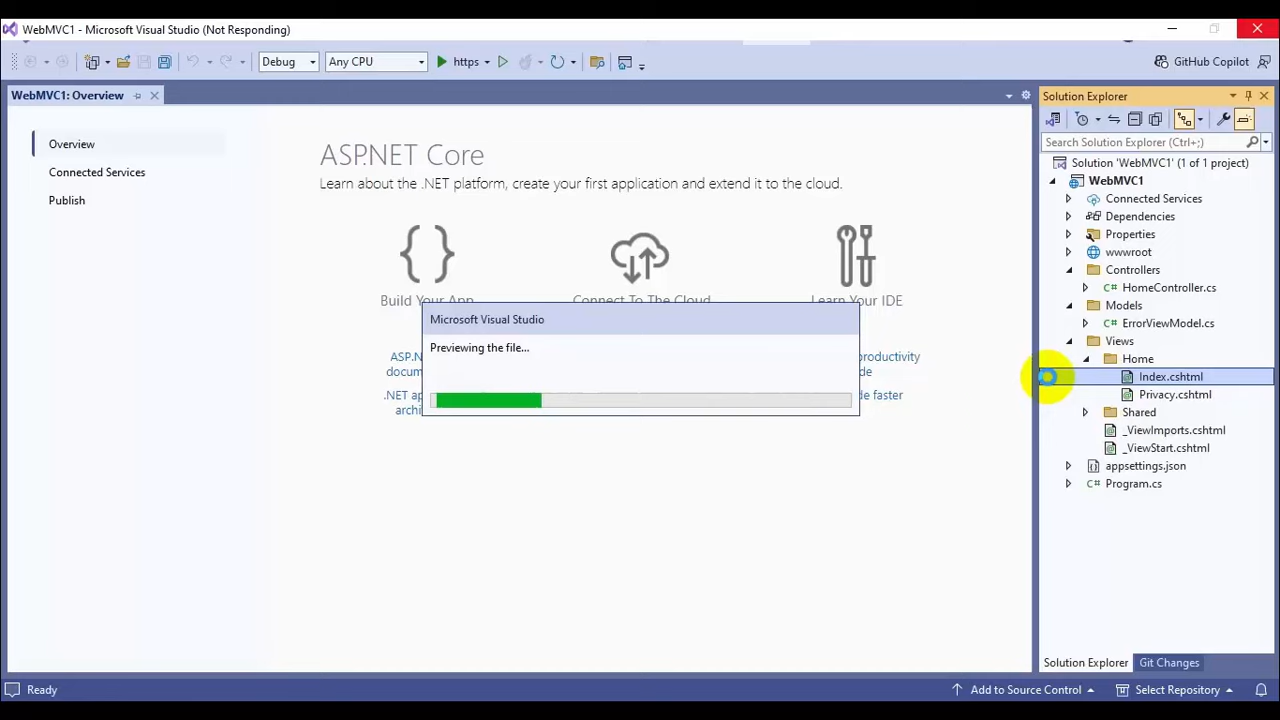 WebMVC1 - Microsoft Visual Studio (Not Responding)
Debug
Any CPU
https
GitHub Copilot
WebMVC1: Overview
Overview
Connected Services
Publish
ASP.NET Core
Learn about the .NET platform, create your first application and extend it to the cloud.
Build Your App
Connect To The Cloud
Learn Your IDE
ASP.N
docum
.NET ap
archi
productivity
de
de faster
Microsoft Visual Studio
Previewing the file...
Solution Explorer
Search Solution Explorer (Ctrl+;)
Solution 'WebMVC1' (1 of 1 project)
WebMVC1
Connected Services
Dependencies
Properties
wwwroot
Controllers
HomeController.cs
Models
ErrorViewModel.cs
Views
Home
Index.cshtml
Privacy.cshtml
Shared
_ViewImports.cshtml
_ViewStart.cshtml
appsettings.json
Program.cs
Solution Explorer
Git Changes
Ready
Add to Source Control
Select Repository